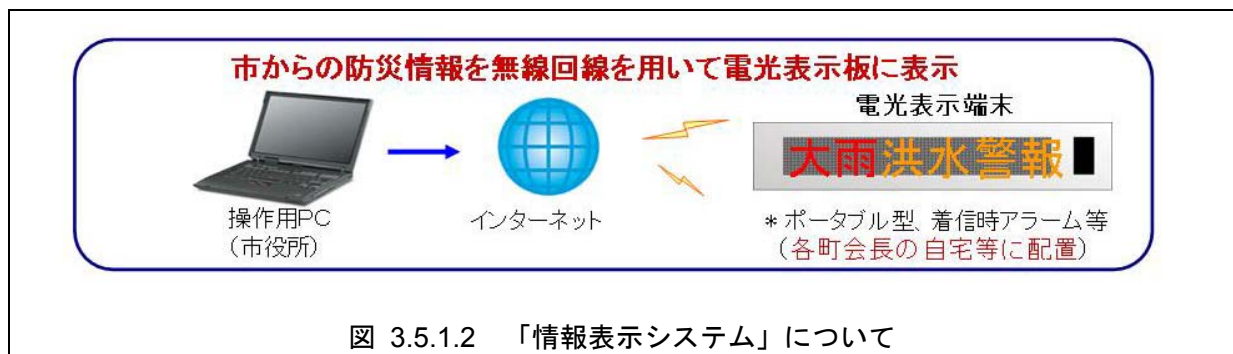 市からの防災情報を無線回線を用いて電光表示板に表示
電光表示端末
大雨洪水警報
操作用PC
(市役所)
インターネット
*ポータブル型、着信時アラーム等
(各町会長の自宅等に配置)
図 3.5.1.2 「情報表示システム」について